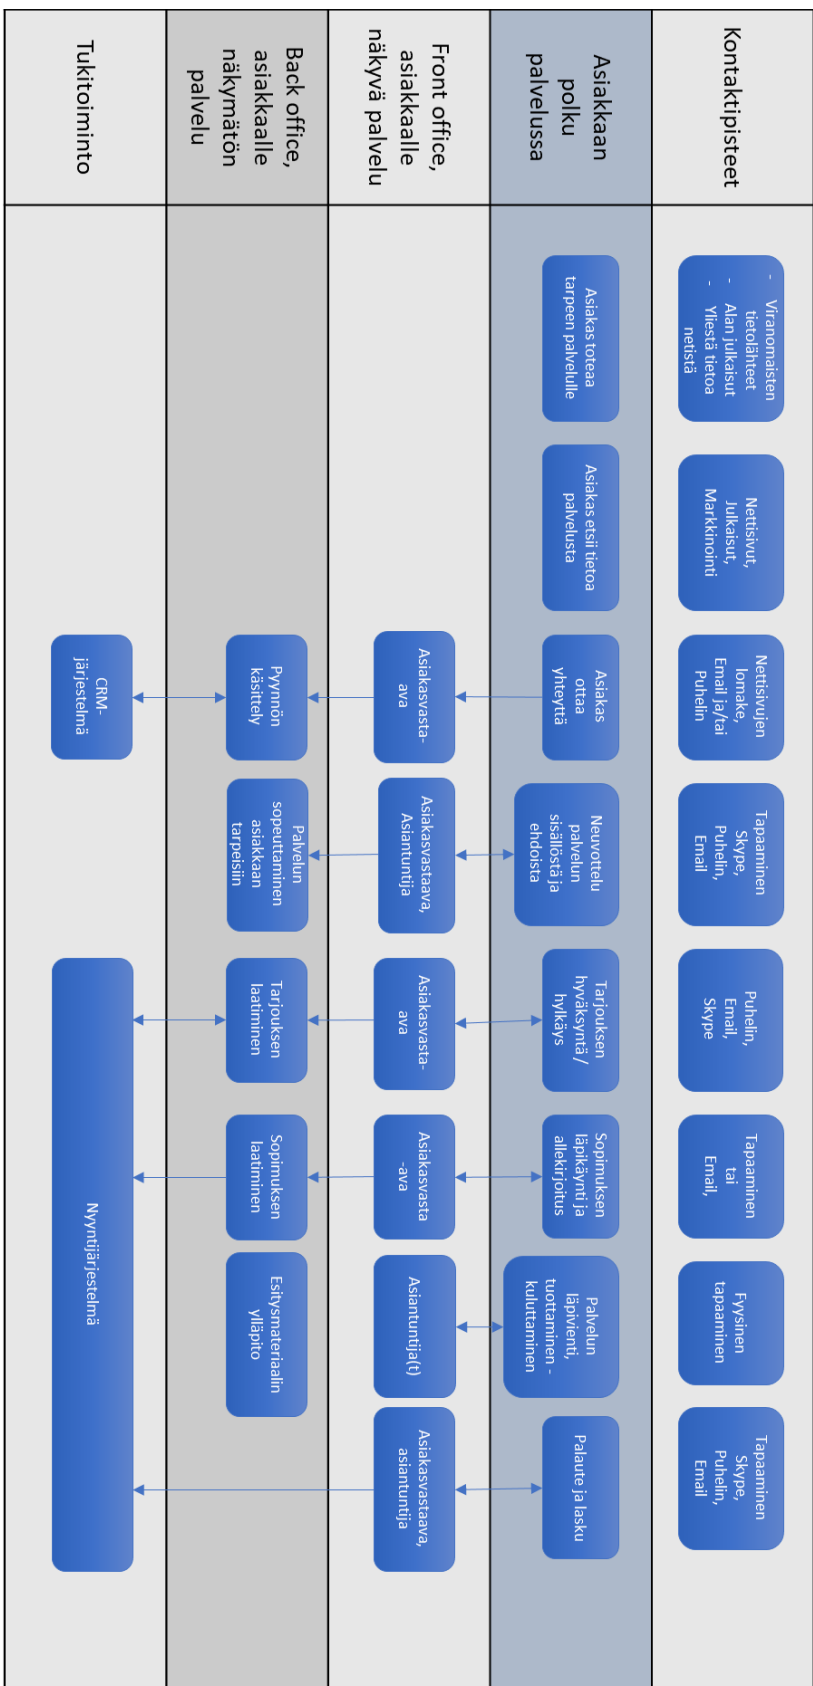 Kontaktipisteet
- Viranomaisten
tietolähteet
- Alan julkaisut
- Yliestä tietoa
netistä
Nettisivut,
Julkaisut,
Markkinointi
Nettisivujen
lomake,
Email ja/tai
Puhelin
Tapaaminen
Skype,
Puhelin,
Email
Puhelin,
Email,
Skype
Tapaaminen
tai
Email,
Fyysinen
tapaaminen
Tapaaminen
Skype,
Puhelin,
Email
Asiakkaan
polku
palvelussa
Asiakas toteaa
tarpeen palvelulle
Asiakas etsii tietoa
palvelusta
Asiakas
ottaa
yhteyttä
Neuvottelu
palvelun
sisällöstä ja
ehdoista
Tarjouksen
hyväksyntä /
hylkäys
Sopimuksen
läpikäynti ja
allekirjoitus
Palvelun
läpivienti,
tuottaminen -
kuluttaminen
Palaute ja lasku
Front office,
asiakkaalle
näkyvä palvelu
Asiakasvasta-
ava
Asiakasvastaava,
Asiantuntija
Asiakasvasta-
ava
Asiakasvasta
-ava
Asiantuntija(t)
Asiakasvastaava,
asiantuntija
Back office,
asiakkaalle
näkymätön
palvelu
Pyynnön
käsittely
Palvelun
sopeuttaminen
asiakkaan
tarpeisiin
Tarjouksen
laatiminen
Sopimuksen
laatiminen
Esitysmateriaalin
ylläpito
Tukitoiminto
CRM-
järjestelmä
Nyyntijärjestelmä